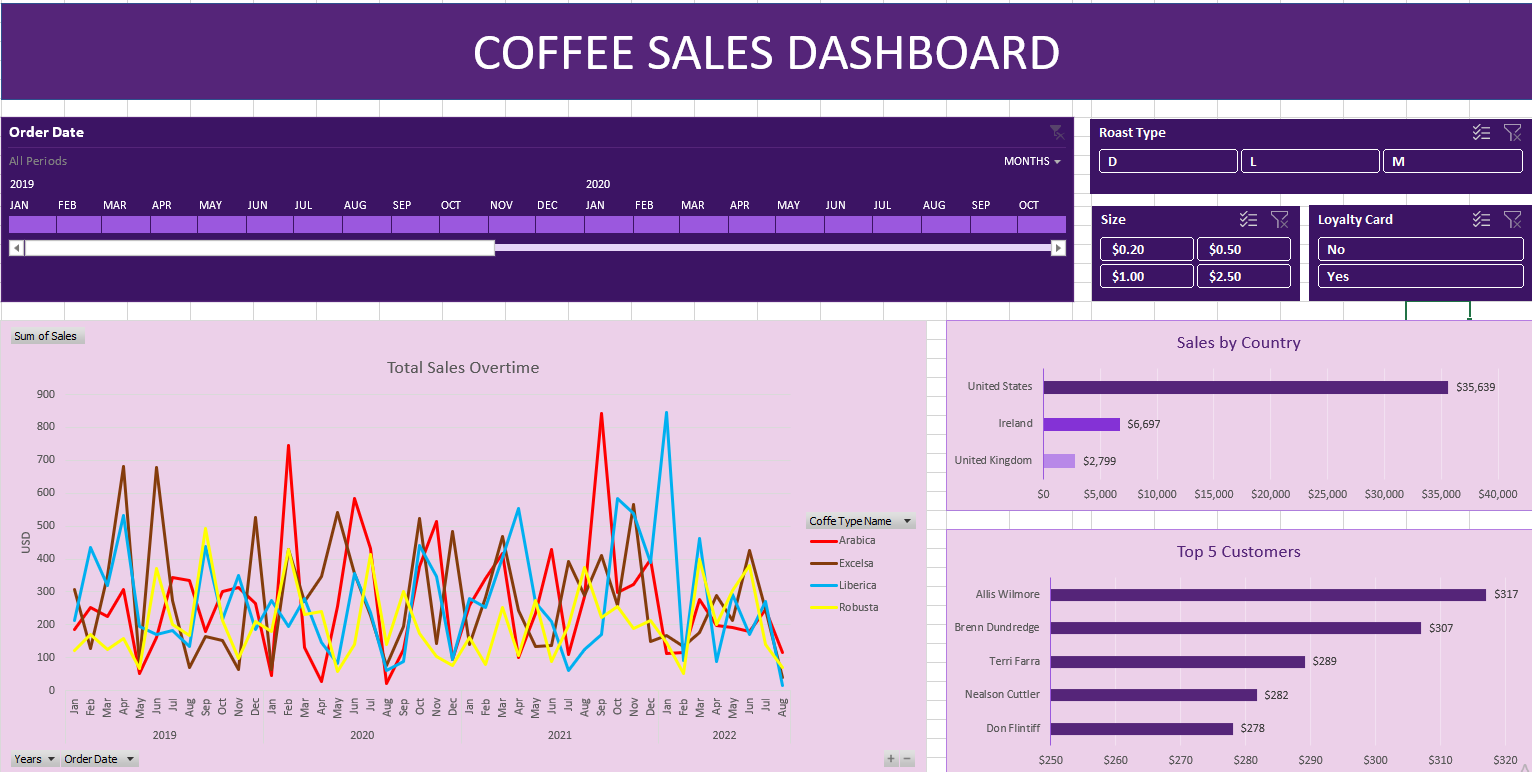 COFFEE SALES DASHBOARD
Order Date
All Periods
MONTHS
2019 2020
JAN FEB MAR APR MAY JUN JUL AUG SEP OCT NOV DEC JAN FEB MAR APR MAY JUN JUL AUG SEP OCT
Roast Type
D L M
Size
$0.20 $0.50
$1.00 $2.50
Loyalty Card
No
Yes
Sum of Sales
Total Sales Overtime
900
800
700
600
500
400
300
200
100
0
USD
Jan Feb Mar Apr May Jun Jul Aug Sep Oct Nov Dec Jan Feb Mar Apr May Jun Jul Aug Sep Oct Nov Dec Jan Feb Mar Apr May Jun Jul Aug Sep Oct Nov Dec Jan Feb Mar Apr May Jun Jul Aug
2019 2020 2021 2022
Coffe Type Name
Arabica
Excelsa
Liberica
Robusta
Years Order Date
Sales by Country
United States $35,639
Ireland $6,697
United Kingdom $2,799
$0 $5,000 $10,000 $15,000 $20,000 $25,000 $30,000 $35,000 $40,000
Top 5 Customers
Allis Wilmore $317
Brenn Dundredge $307
Terri Farra $289
Nealson Cuttler $282
Don Flintiff $278
$250 $260 $270 $280 $290 $300 $310 $320